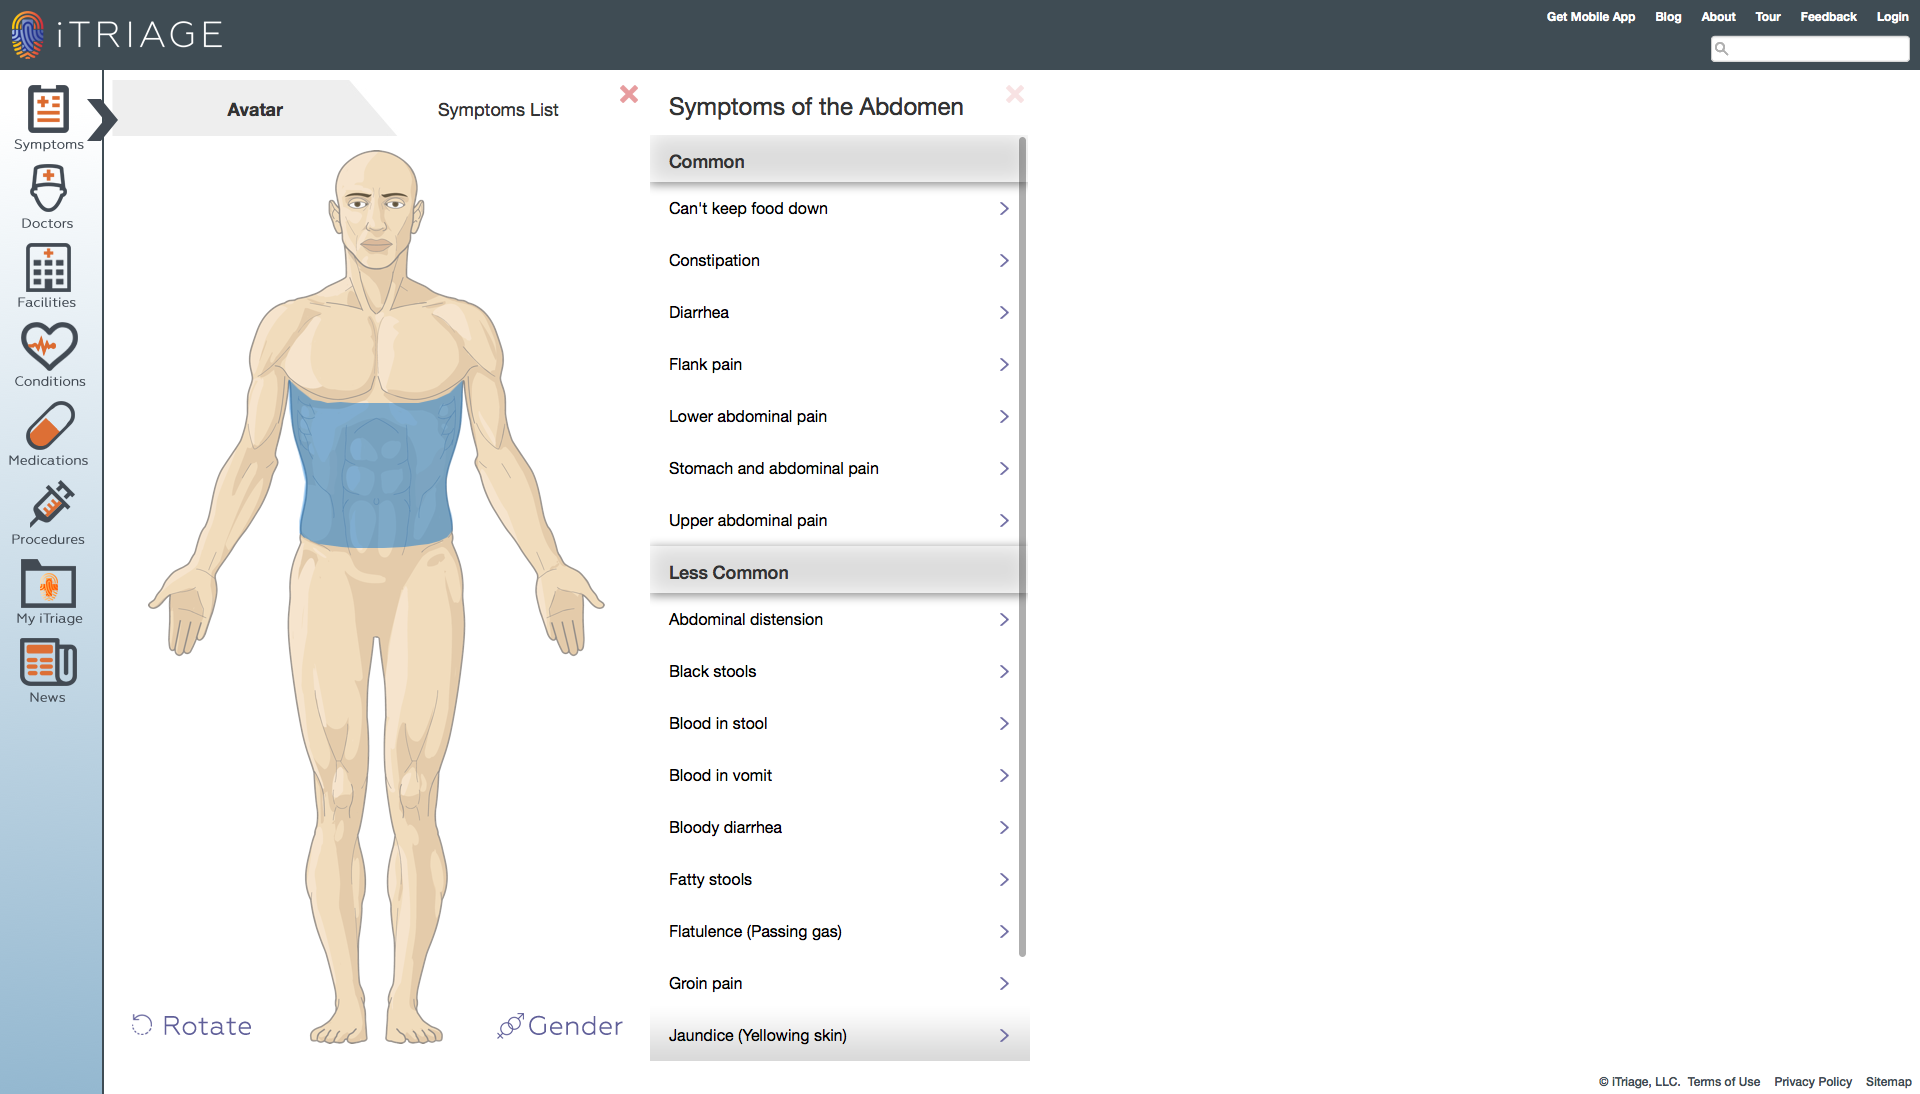 iTRIAGE
Get Mobile App Blog About Tour Feedback Login
Symptoms
Doctors
Facilities
Conditions
Medications
Procedures
My iTriage
News
Avatar
Symptoms List
Rotate
Gender
Symptoms of the Abdomen
Common
Can't keep food down
Constipation
Diarrhea
Flank pain
Lower abdominal pain
Stomach and abdominal pain
Upper abdominal pain
Less Common
Abdominal distension
Black stools
Blood in stool
Blood in vomit
Bloody diarrhea
Fatty stools
Flatulence (Passing gas)
Groin pain
Jaundice (Yellowing skin)
© iTriage, LLC. Terms of Use Privacy Policy Sitemap